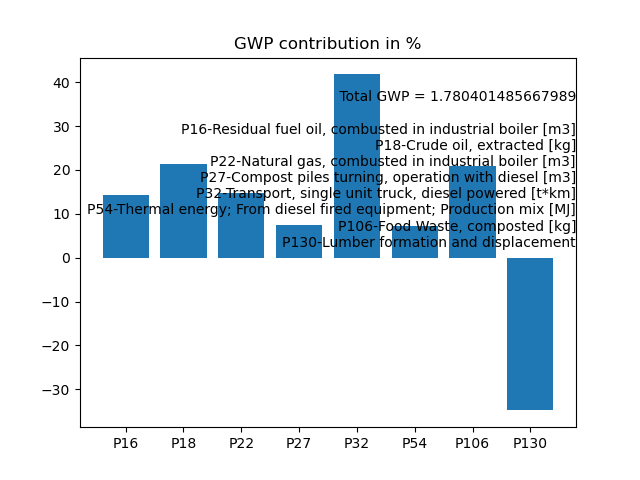 GWP contribution in %
40
30
20
10
0
−10
−20
−30
Total GWP = 1.780401485667989
P16-Residual fuel oil, combusted in industrial boiler [m3]
P18-Crude oil, extracted [kg]
P22-Natural gas, combusted in industrial boiler [m3]
P27-Compost piles turning, operation with diesel [m3]
P32-Transport, single unit truck, diesel powered [t*km]
P54-Thermal energy; From diesel fired equipment; Production mix [MJ]
P106-Food Waste, composted [kg]
P130-Lumber formation and displacement
P16 P18 P22 P27 P32 P54 P106 P130